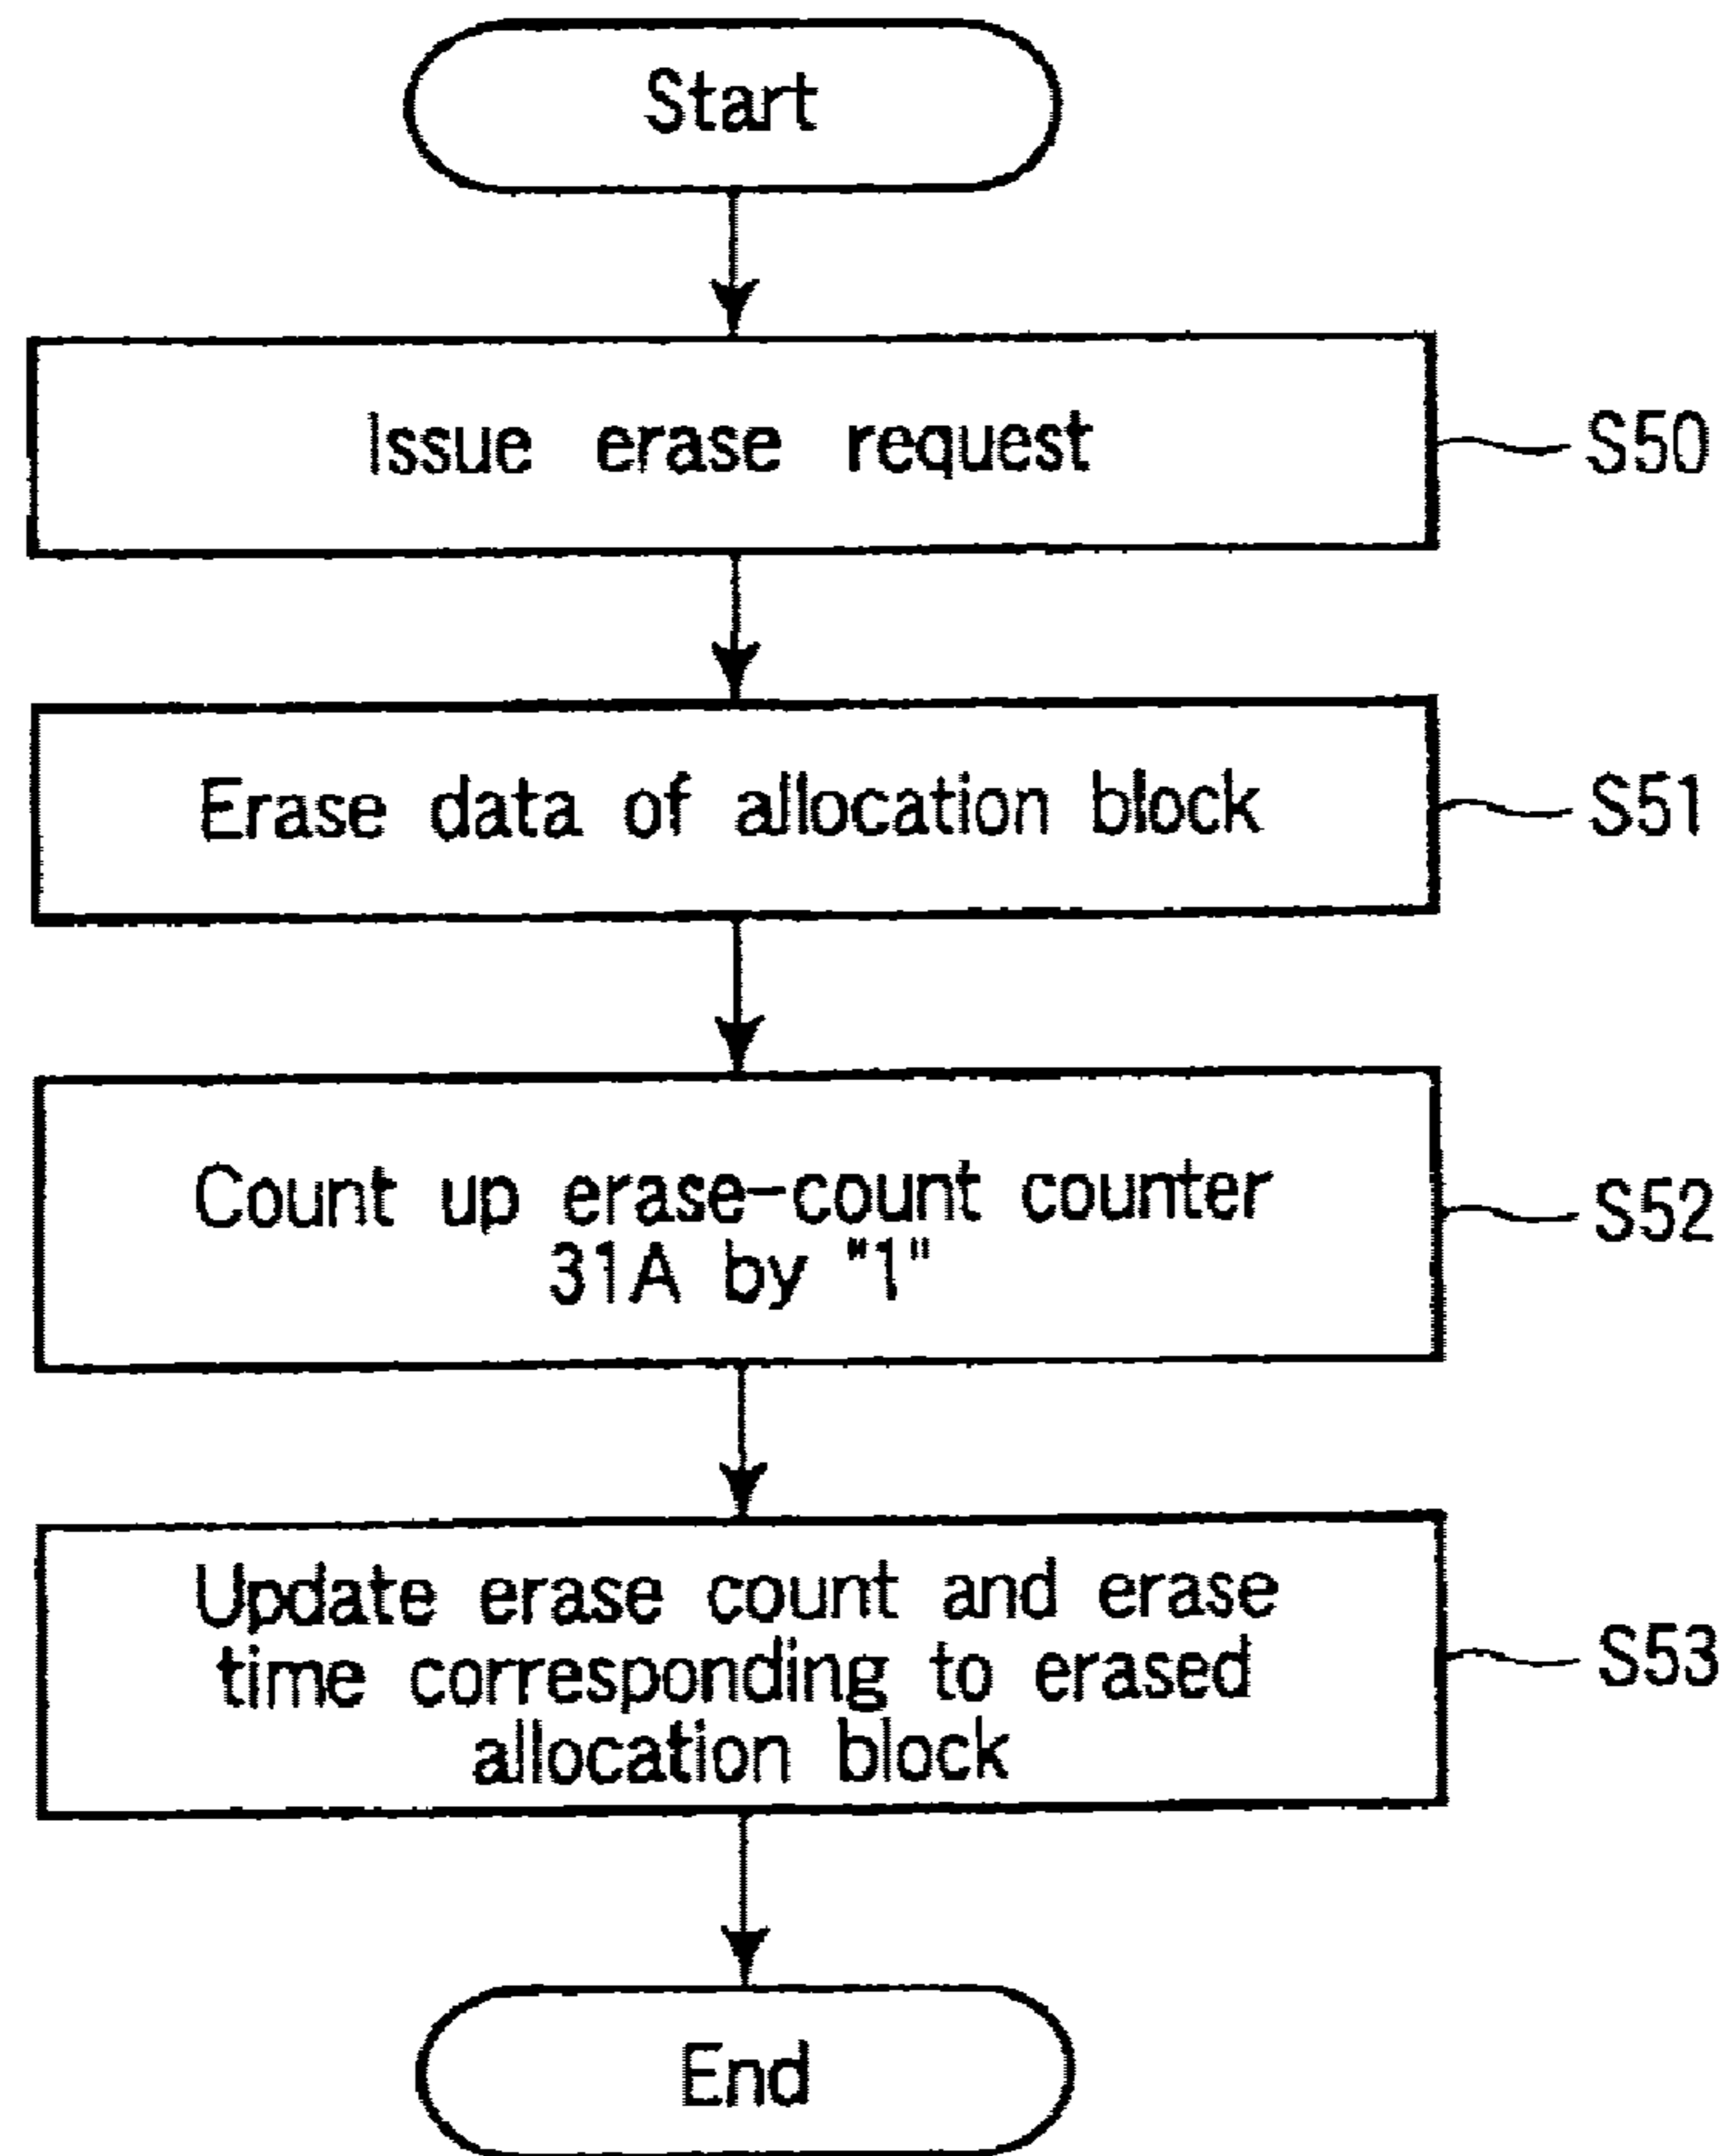 Start
Issue erase request
S50
Erase data of allocation block
S51
Count up erase-count counter
31A by "1"
S52
Update erase count and erase
time corresponding to erased
allocation block
S53
End